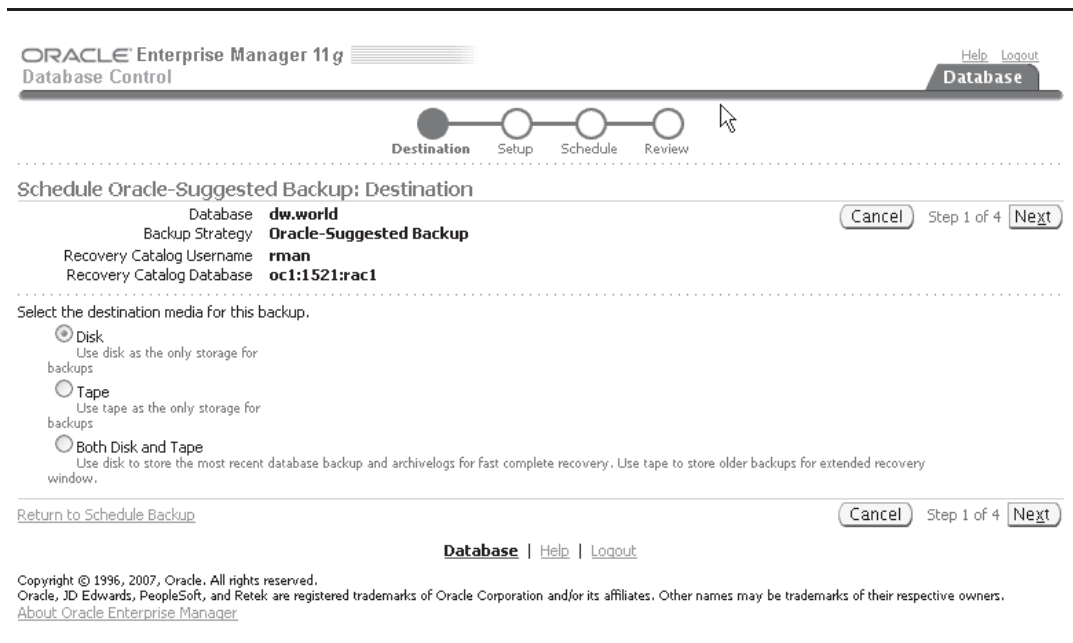 ORACLE Enterprise Manager 11g
Database Control
Help Logout
Database
Destination Setup Schedule Review
Schedule Oracle-Suggested Backup: Destination
Database dw.world
Backup Strategy Oracle-Suggested Backup
Recovery Catalog Username rman
Recovery Catalog Database oc1:1521:rac1
Cancel Step 1 of 4 Next
Select the destination media for this backup.
Disk
Use disk as the only storage for
backups
Tape
Use tape as the only storage for
backups
Both Disk and Tape
Use disk to store the most recent database backup and archivelogs for fast complete recovery. Use tape to store older backups for extended recovery
window.
Return to Schedule Backup
Cancel Step 1 of 4 Next
Database | Help | Logout
Copyright © 1996, 2007, Oracle. All rights reserved.
Oracle, JD Edwards, PeopleSoft, and Retek are registered trademarks of Oracle Corporation and/or its affiliates. Other names may be trademarks of their respective owners.
About Oracle Enterprise Manager